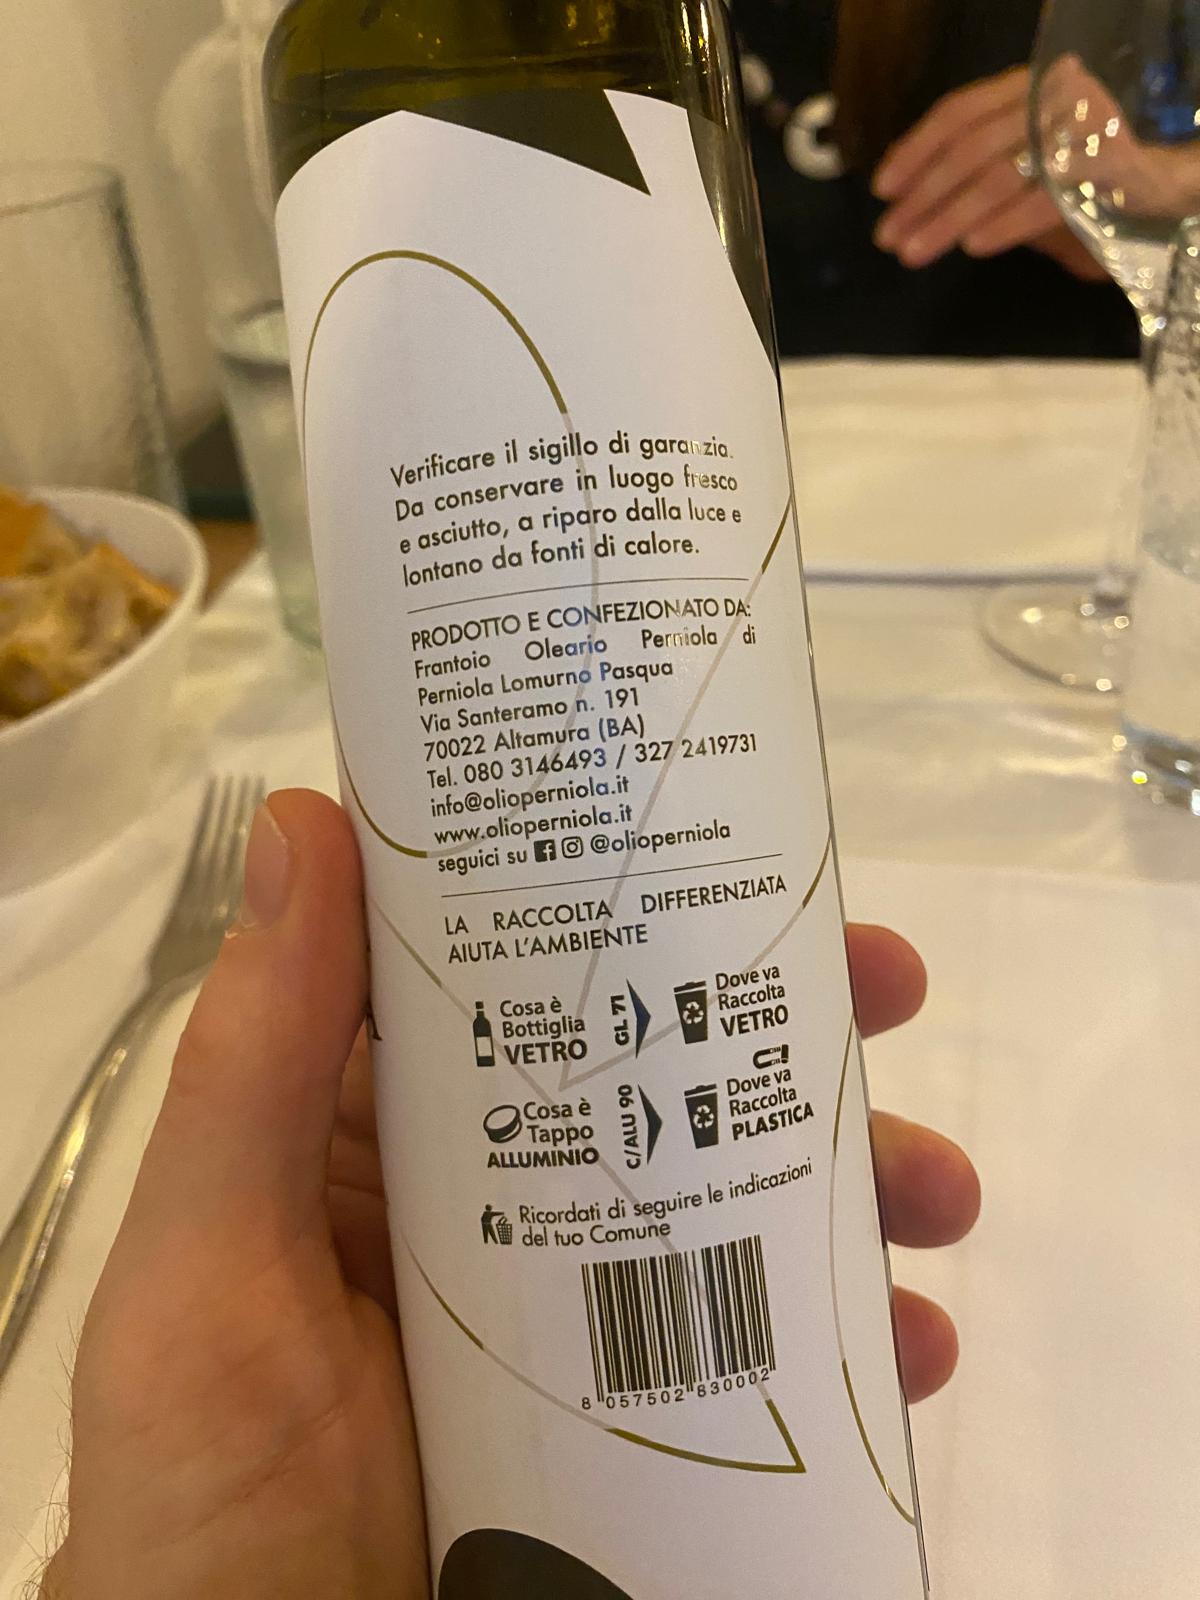 Verificare il sigillo di garanzia.
Da conservare in luogo fresco
e asciutto, a riparo dalla luce e
lontano da fonti di calore.
PRODOTTO E CONFEZIONATO DA:
Frantoio Oleario Perniola di
Perniola Lomurno Pasqua
Via Santeramo n. 191
70022 Altamura (BA)
Tel. 080 3146493 / 327 2419731
info@olioperniola.it
www.olioperniola.it
seguici su @olioperniola
LA RACCOLTA DIFFERENZIATA
AIUTA L'AMBIENTE
Cosa è
Bottiglia
VETRO
GL 71
Dove va
Raccolta
VETRO
Cosa è
Tappo
ALLUMINIO
C/ALU 90
Dove va
Raccolta
PLASTICA
Ricordati di seguire le indicazioni
del tuo Comune
8 057502 830002